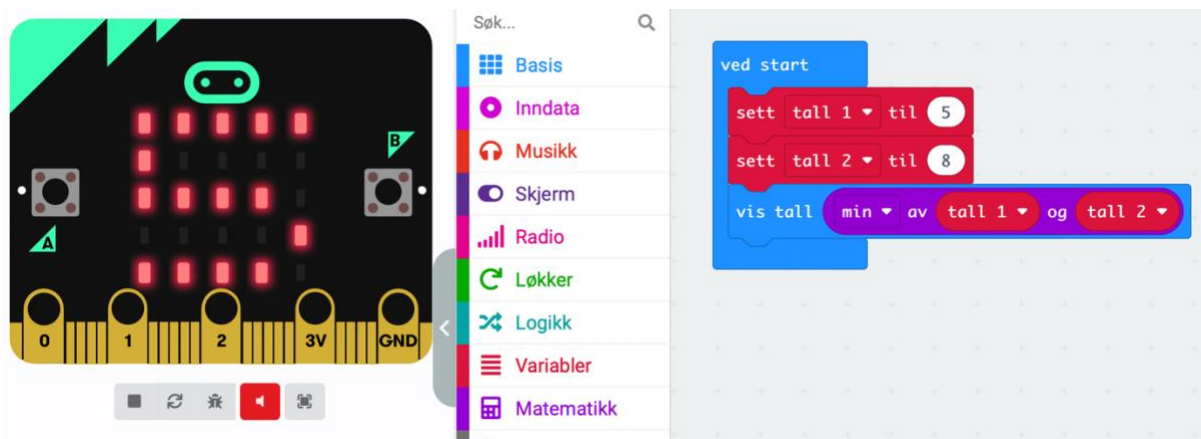 B
A
0 1 2 3V GND
Søk...
Basis
Inndata
Musikk
Skjerm
Radio
Løkker
Logikk
Variabler
Matematikk
ved start
sett tall 1 til 5
sett tall 2 til 8
vis tall min av tall 1 og tall 2